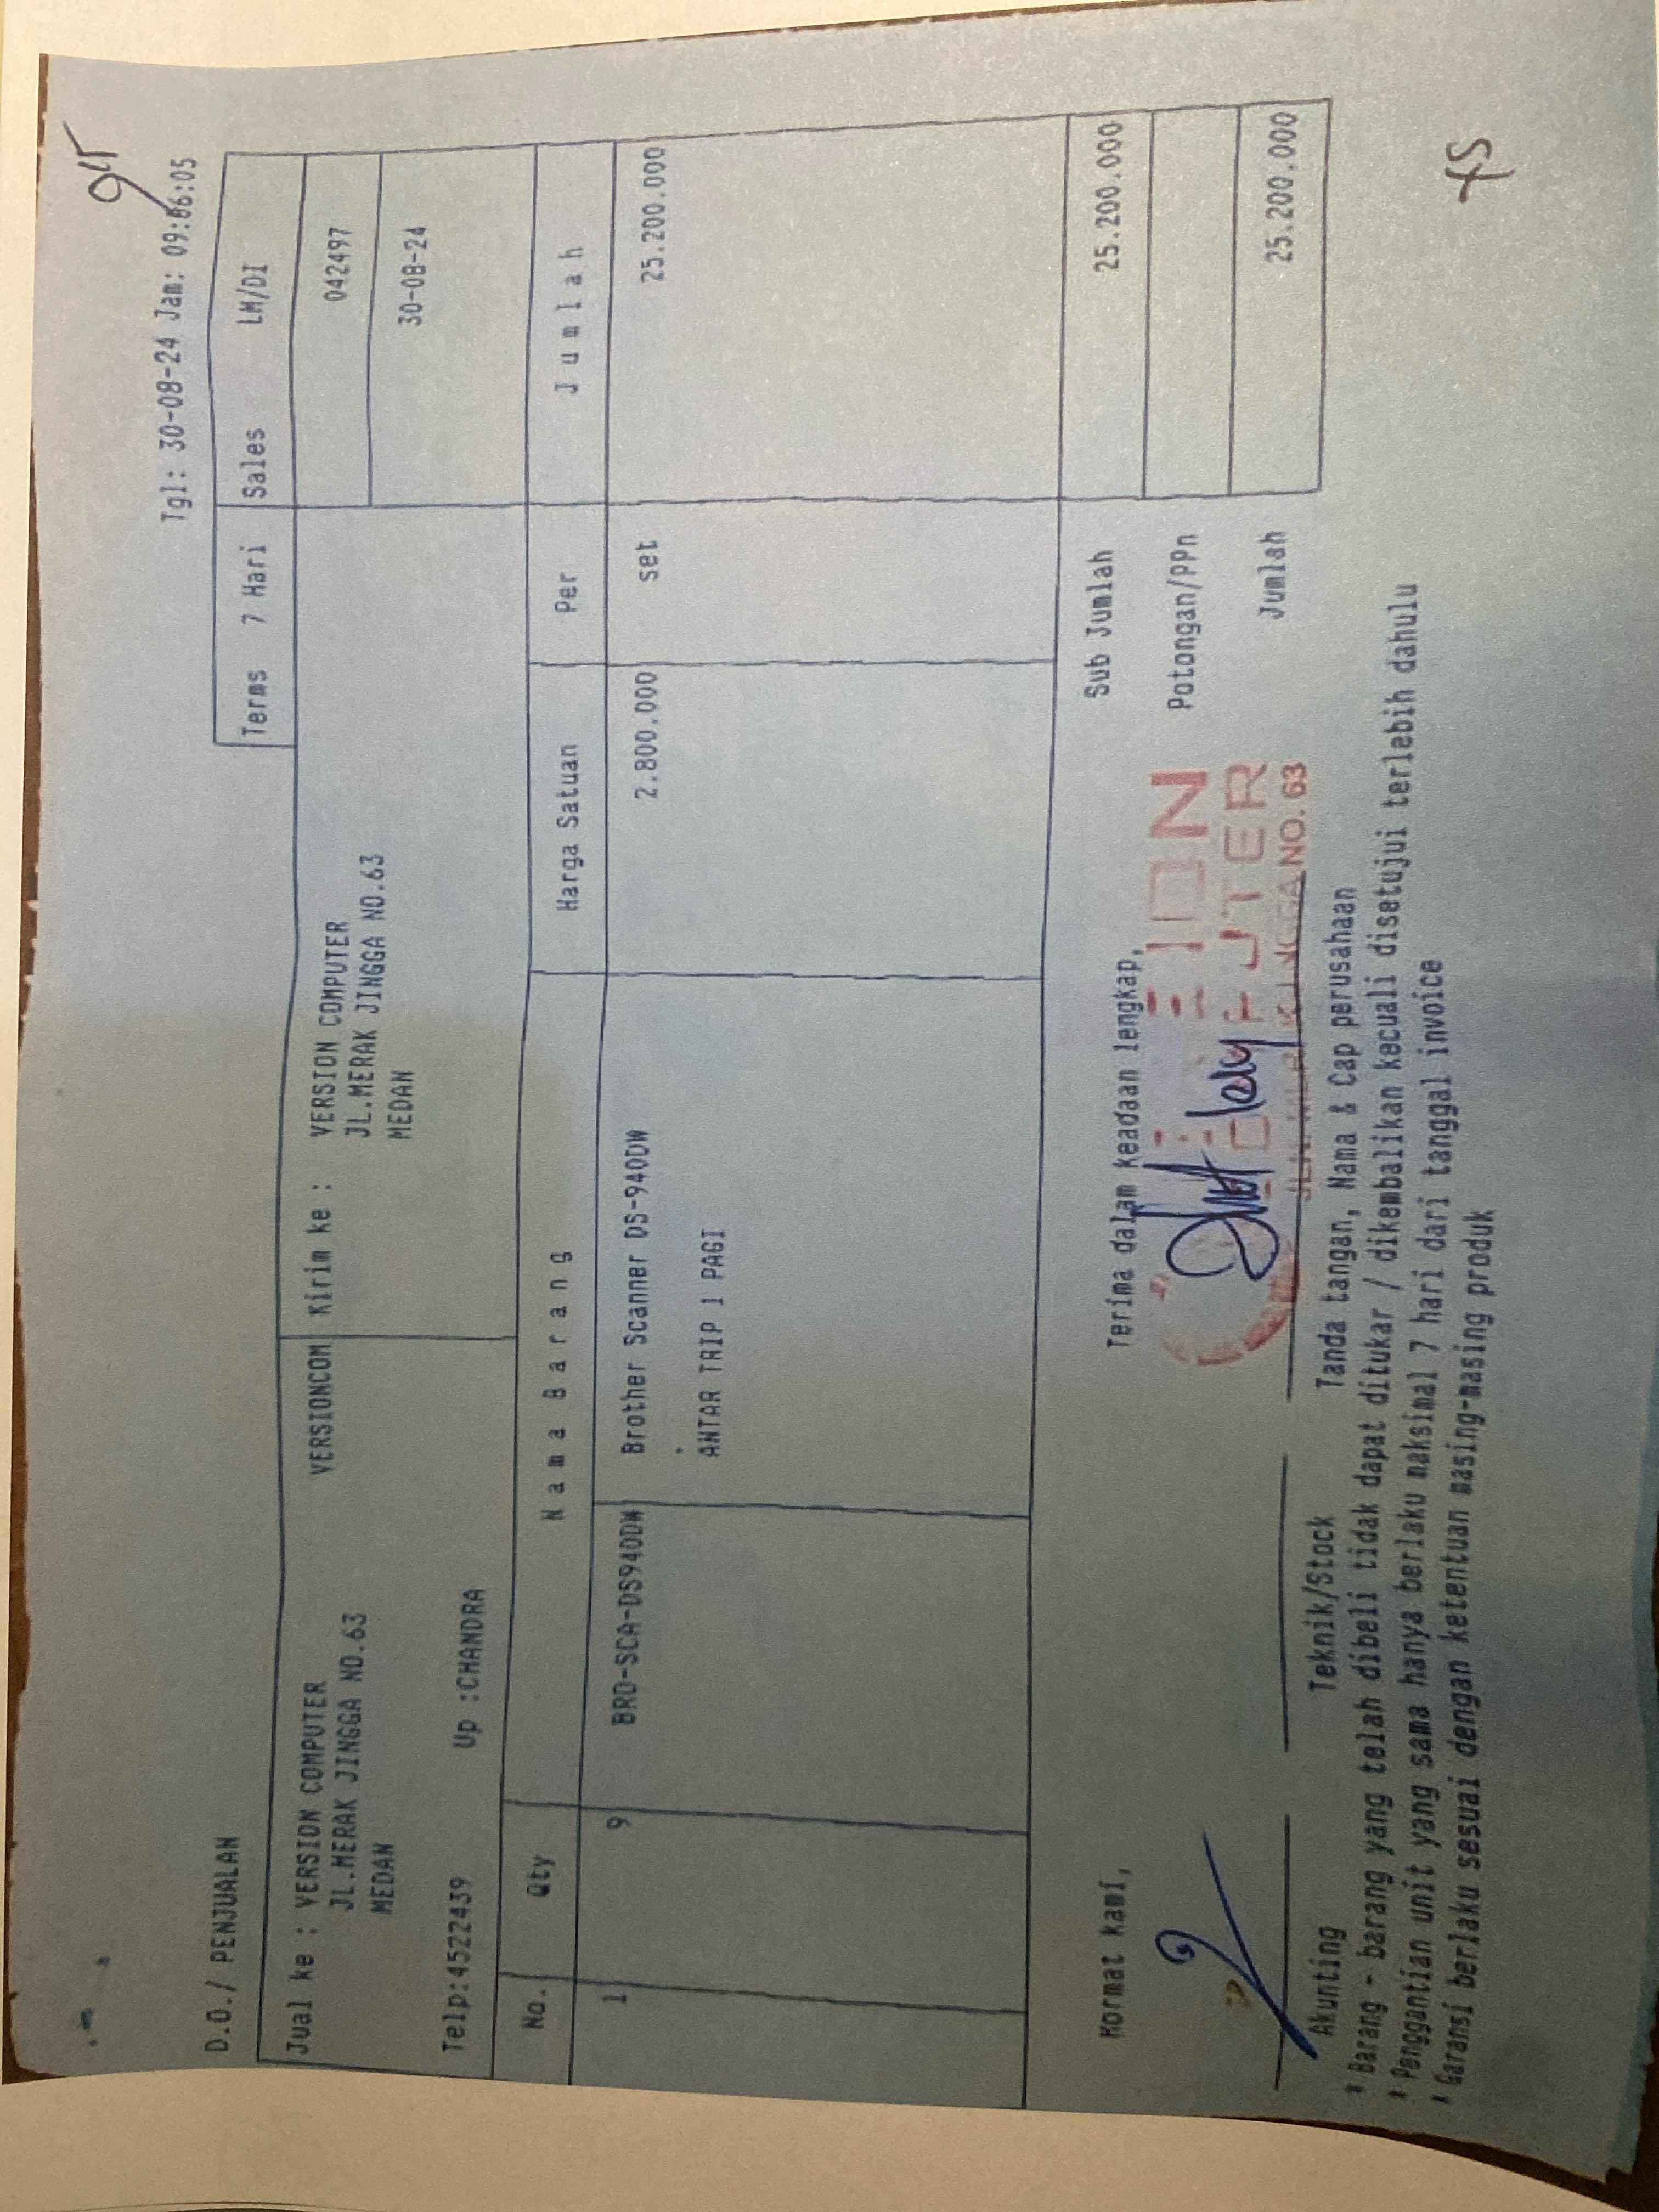 Tgl: 30-08-24 Jam: 09:06:05
D.O./ PENJUALAN
Terms 7 Hari Sales LM/DI
Jual ke : VERSION COMPUTER VERSIONCOM Kirim ke : VERSION COMPUTER 042497
JL.MERAK JINGGA NO.63 JL.MERAK JINGGA NO.63
MEDAN MEDAN 30-08-24
Telp:4522439 Up :CHANDRA
No. Qty Nama Barang Harga Satuan Per Jumlah
1 9 BRO-SCA-DS940DW Brother Scanner DS-940DW 2.800.000 set 25.200.000
.
ANTAR TRIP 1 PAGI
Sub Jumlah 25.200.000
Hormat kami, Terima dalam keadaan lengkap,
Potongan/PPn
Jumlah 25.200.000
NO. 63
Akunting Teknik/Stock Tanda tangan, Nama & Cap perusahaan
* Barang - barang yang telah dibeli tidak dapat ditukar / dikembalikan kecuali disetujui terlebih dahulu
* Penggantian unit yang sama hanya berlaku maksimal 7 hari dari tanggal invoice
* Garansi berlaku sesuai dengan ketentuan masing-masing produk